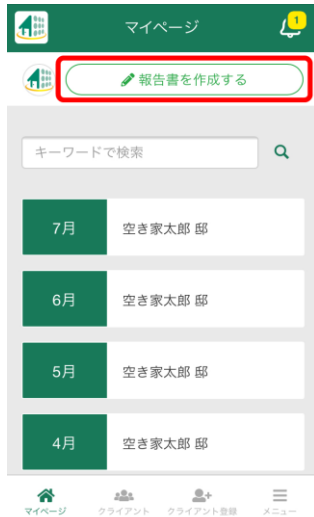 マイページ
1
報告書を作成する
キーワードで検索
7月 空き家太郎 邸
6月 空き家太郎 邸
5月 空き家太郎 邸
4月 空き家太郎 邸
マイページ クライアント クライアント登録 メニュー